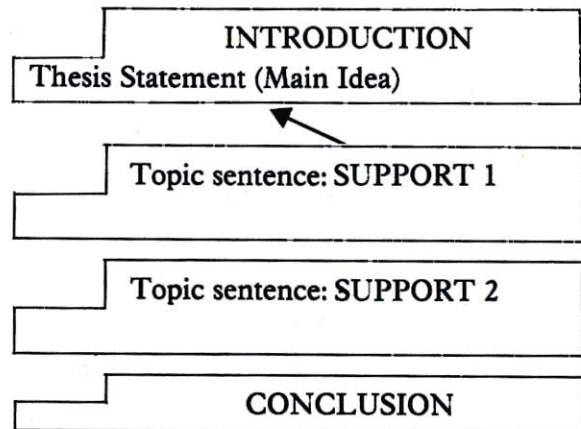 INTRODUCTION
Thesis Statement (Main Idea)
Topic sentence: SUPPORT 1
Topic sentence: SUPPORT 2
CONCLUSION